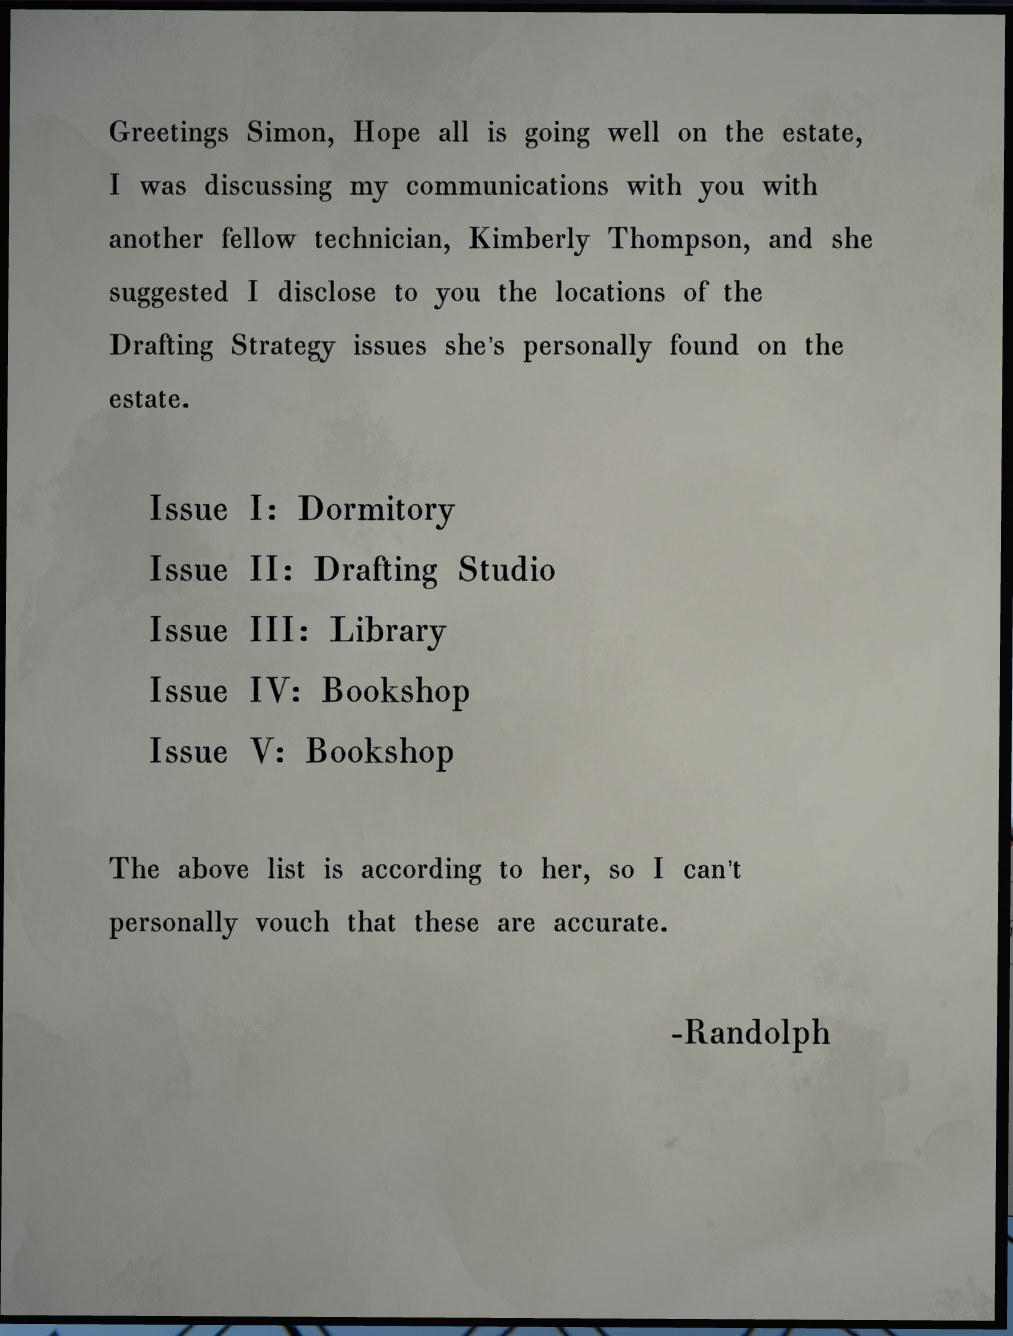 Greetings Simon, Hope all is going well on the estate,
I was discussing my communications with you with
another fellow technician, Kimberly Thompson, and she
suggested I disclose to you the locations of the
Drafting Strategy issues she's personally found on the
estate.
Issue I: Dormitory
Issue II: Drafting Studio
Issue III: Library
Issue IV: Bookshop
Issue V: Bookshop
The above list is according to her, so I can't
personally vouch that these are accurate.
-Randolph